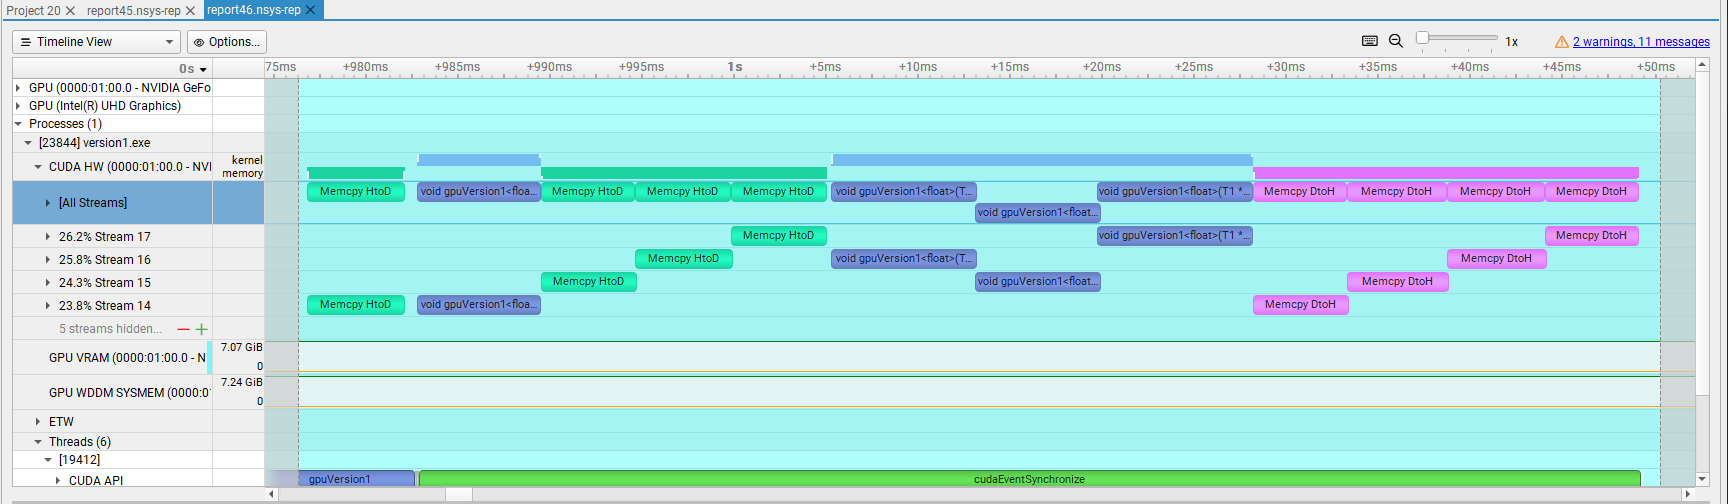 Project 20 report45.nsys-rep report46.nsys-rep
Timeline View Options... 1x 2 warnings, 11 messages
0s 75ms +980ms +985ms +990ms +995ms 1s +5ms +10ms +15ms +20ms +25ms +30ms +35ms +40ms +45ms +50ms
GPU (0000:01:00.0 - NVIDIA GeFo
GPU (Intel(R) UHD Graphics)
Processes (1)
[23844] version1.exe
CUDA HW (0000:01:00.0 - NVI kernel
memory
[All Streams] Memcpy HtoD void gpuVersion1<floa... Memcpy HtoD Memcpy HtoD Memcpy HtoD void gpuVersion1<float>(T... void gpuVersion1<float>(T1 *... Memcpy DtoH Memcpy DtoH Memcpy DtoH Memcpy DtoH
void gpuVersion1<float...
26.2% Stream 17 Memcpy HtoD void gpuVersion1<float>(T1 *... Memcpy DtoH
25.8% Stream 16 Memcpy HtoD void gpuVersion1<float>(T... Memcpy DtoH
24.3% Stream 15 Memcpy HtoD void gpuVersion1<float... Memcpy DtoH
23.8% Stream 14 Memcpy HtoD void gpuVersion1<floa... Memcpy DtoH
5 streams hidden...
GPU VRAM (0000:01:00.0 - N 7.07 GiB
0
GPU WDDM SYSMEM (0000:0 7.24 GiB
0
ETW
Threads (6)
[19412]
CUDA API gpuVersion1 cudaEventSynchronize